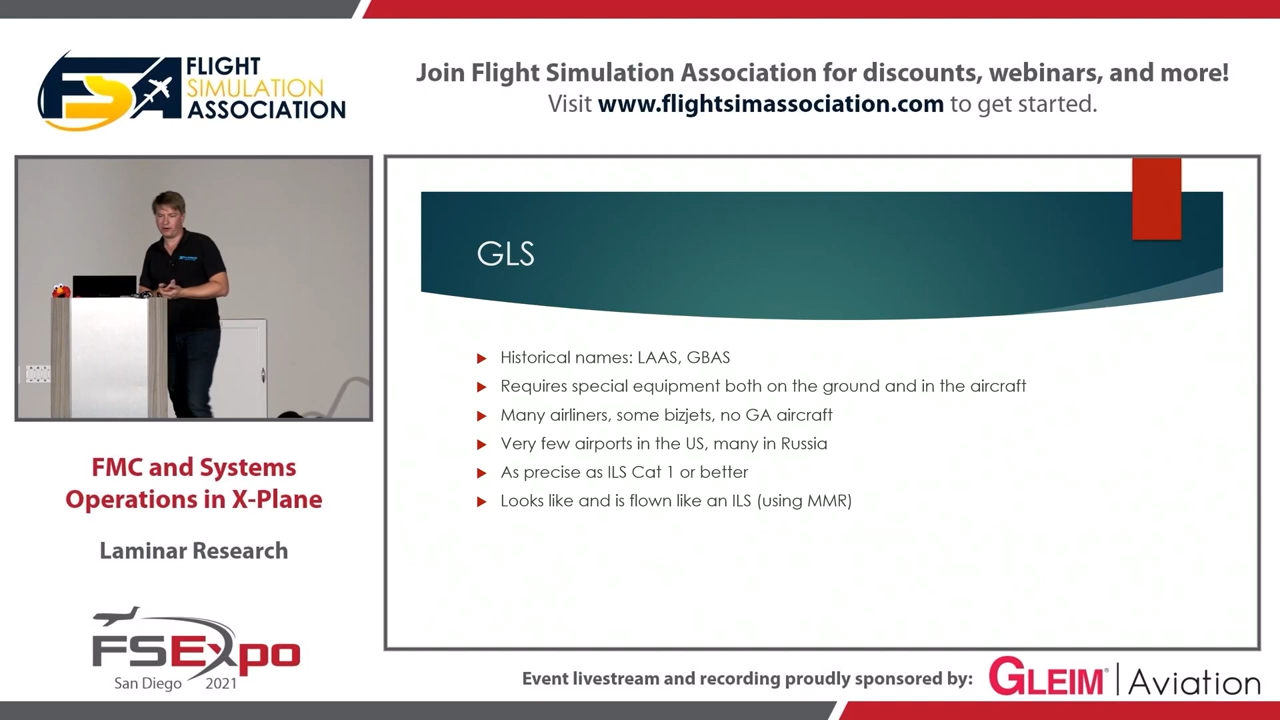 FLIGHT
SIMULATION
ASSOCIATION
FSA
Join Flight Simulation Association for discounts, webinars, and more!
Visit www.flightsimassociation.com to get started.
GLS
Historical names: LAAS, GBAS
Requires special equipment both on the ground and in the aircraft
Many airliners, some bizjets, no GA aircraft
Very few airports in the US, many in Russia
As precise as ILS Cat 1 or better
Looks like and is flown like an ILS (using MMR)
FMC and Systems
Operations in X-Plane
Laminar Research
FSExpo
San Diego 2021
Event livestream and recording proudly sponsored by:
GLEIM® | Aviation